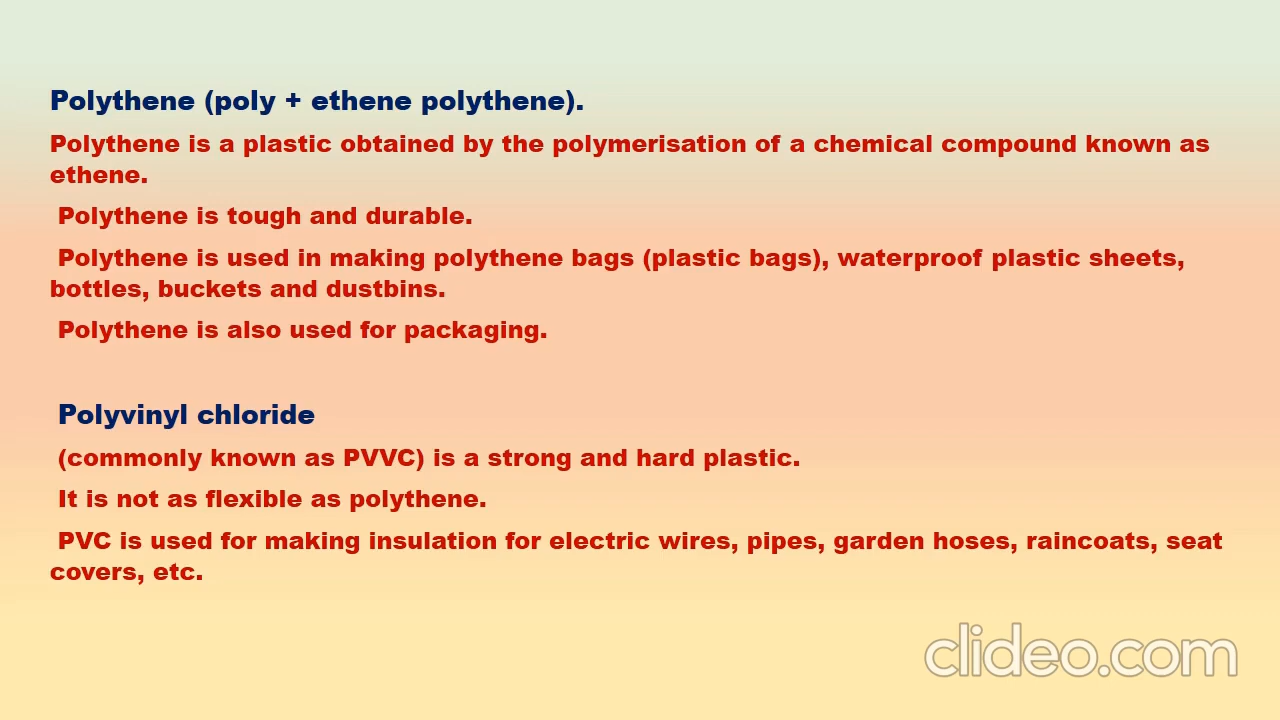 Polythene (poly + ethene polythene).
Polythene is a plastic obtained by the polymerisation of a chemical compound known as
ethene.
Polythene is tough and durable.
Polythene is used in making polythene bags (plastic bags), waterproof plastic sheets,
bottles, buckets and dustbins.
Polythene is also used for packaging.
Polyvinyl chloride
(commonly known as PVVC) is a strong and hard plastic.
It is not as flexible as polythene.
PVC is used for making insulation for electric wires, pipes, garden hoses, raincoats, seat
covers, etc.
clideo.com